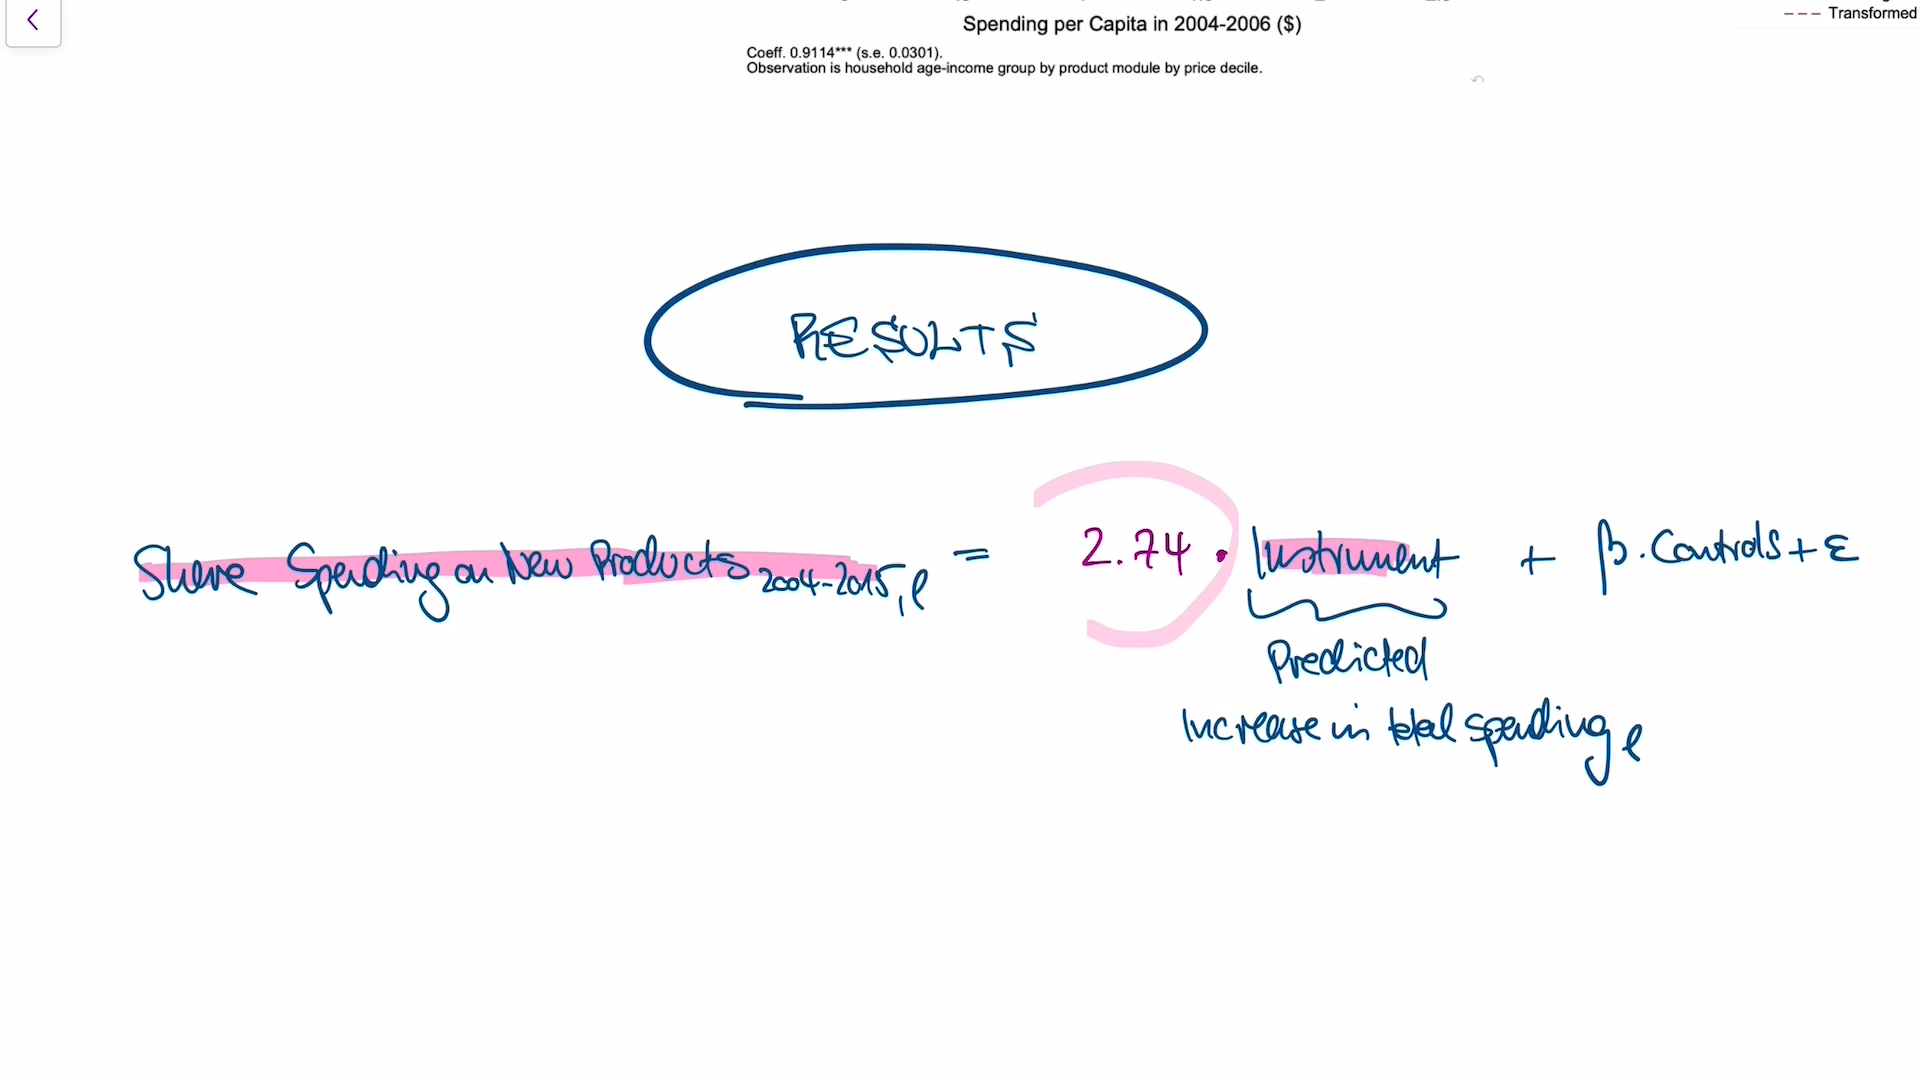 Transformed
Spending per Capita in 2004-2006 ($)
Coeff. 0.9114*** (s.e. 0.0301).
Observation is household age-income group by product module by price decile.
RESULTS
Share Spending on New Products 2004-2015, l = 2.74 • Instrument + β. Controls + ε
Predicted
Increase in total spending l